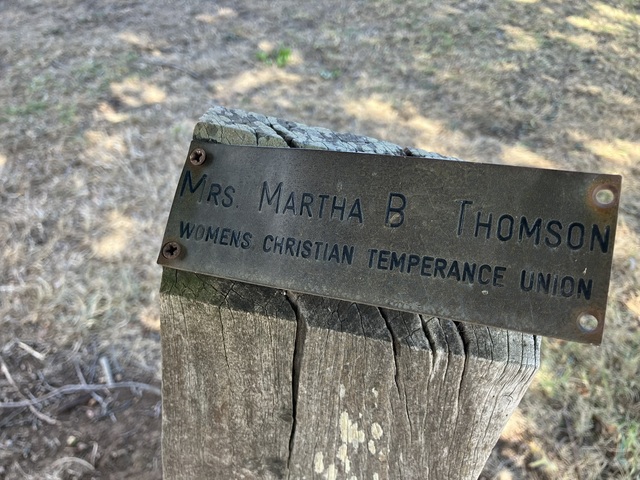 MRS. MARTHA B THOMSON
WOMENS CHRISTIAN TEMPERANCE UNION